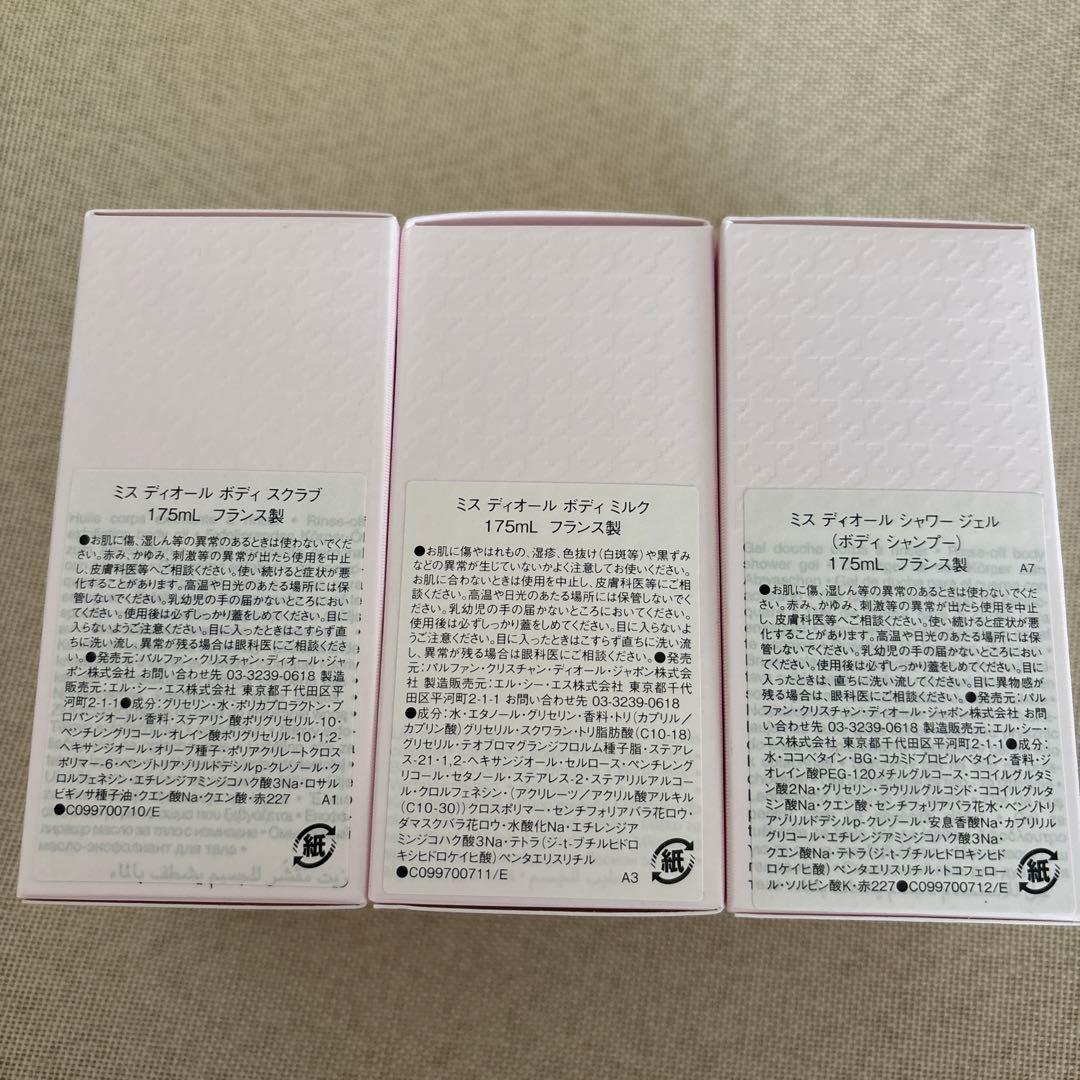 ミス ディオール ボディ スクラブ
175mL フランス製
●お肌に傷、湿しん等の異常のあるときは使わないでくだ
さい。赤み、かゆみ、刺激等の異常が出たら使用を中止
し、皮膚科医等へご相談ください。使い続けると症状が悪
化することがあります。高温や日光のあたる場所には保
管しないでください。乳幼児の手の届かないところにおい
てください。使用後は必ずしっかり蓋をしめてください。目に
入らないようご注意ください。目に入ったときはこすらず直
ちに洗い流し、異常が残る場合は眼科医にご相談くださ
い。●発売元:パルファン・クリスチャン・ディオール・ジャ
ポン株式会社 お問い合わせ先 03-3239-0618 製造
販売元:エル・シー・エス株式会社 東京都千代田区平
河町2-1-1●成分:グリセリン・水・ポリカプロラクトン・プ
ロパンジオール・香料・ステアリン酸ポリグリセリル-10・
ペンチレングリコール・オレイン酸ポリグリセリル-10・1,2-
ヘキサンジオール・オリーブ種子・ポリアクリレートクロス
ポリマー-6・ベンゾトリアゾリルドデシルp-クレゾール・ク
ロルフェネシン・エチレンジアミンジコハク酸3Na・ロサル
ビギノサ種子油・クエン酸Na・クエン酸・赤227 A1
●C099700710/E
масло-эксфолиант для тела
紙
ミス ディオール ボディ ミルク
175mL フランス製
●お肌に傷やはれもの、湿疹、色抜け(白斑等)や黒ずみ
などの異常が生じていないかよく注意してお使いください。
お肌に合わないときは使用を中止し、皮膚科医等にご相
談ください。高温や日光のあたる場所には保管しないでく
ださい。乳幼児の手の届かないところにおいてください。
使用後は必ずしっかり蓋をしめてください。目に入らないよ
うご注意ください。目に入ったときはこすらず直ちに洗い流
し、異常が残る場合は眼科医にご相談ください。●発売
元:パルファン・クリスチャン・ディオール・ジャポン株式会
社 製造販売元:エル・シー・エス株式会社 東京都千代
田区平河町2-1-1 お問い合わせ先 03-3239-0618
●成分:水・エタノール・グリセリン・香料・トリ(カプリル/
カプリン酸)グリセリル・スクワラン・トリ脂肪酸(C10-18)
グリセリル・テオブロマグランジフロルム種子脂・ステアレ
ス-21・1,2-ヘキサンジオール・セルロース・ペンチレング
リコール・セタノール・ステアレス-2・ステアリルアルコー
ル・クロルフェネシン・(アクリレーツ/アクリル酸アルキル
(C10-30))クロスポリマー・センチフォリアバラ花ロウ・
ダマスクバラ花ロウ・水酸化Na・エチレンジア
ミンジコハク酸3Na・テトラ(ジ-t-ブチルヒドロ
キシヒドロケイヒ酸)ペンタエリスリチル
●C099700711/E A3
紙
ミス ディオール シャワー ジェル
(ボディ シャンプー)
175mL フランス製 A7
●お肌に傷、湿しん等の異常のあるときは使わないでくだ
さい。赤み、かゆみ、刺激等の異常が出たら使用を中止
し、皮膚科医等へご相談ください。使い続けると症状が悪
化することがあります。高温や日光のあたる場所には保
管しないでください。乳幼児の手の届かないところにおい
てください。使用後は必ずしっかり蓋をしめてください。目に
入ったときは、直ちに洗い流してください。目に異物感が
残る場合は、眼科医にご相談ください。●発売元:パル
ファン・クリスチャン・ディオール・ジャポン株式会社 お問
い合わせ先 03-3239-0618 製造販売元:エル・シー・
エス株式会社 東京都千代田区平河町2-1-1●成分:
水・ココベタイン・BG・コカミドプロピルベタイン・香料・ジ
オレイン酸PEG-120メチルグルコース・ココイルグルタミ
ン酸2Na・グリセリン・ラウリルグルコシド・ココイルグルタ
ミン酸Na・クエン酸・センチフォリアバラ花水・ベンゾトリ
アゾリルドデシルp-クレゾール・安息香酸Na・カプリリル
グリコール・エチレンジアミンジコハク酸3Na・
クエン酸Na・テトラ(ジ-t-ブチルヒドロキシヒド
ロケイヒ酸)ペンタエリスリチル・トコフェロー
ル・ソルビン酸K・赤227●C099700712/E
紙